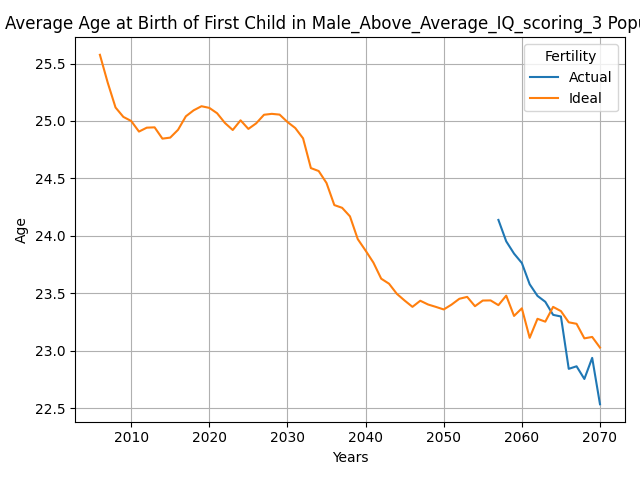 Average Age at Birth of First Child in Male_Above_Average_IQ_scoring_3 Popu
Fertility
Actual
Ideal
Age
25.5
25.0
24.5
24.0
23.5
23.0
22.5
2010 2020 2030 2040 2050 2060 2070
Years